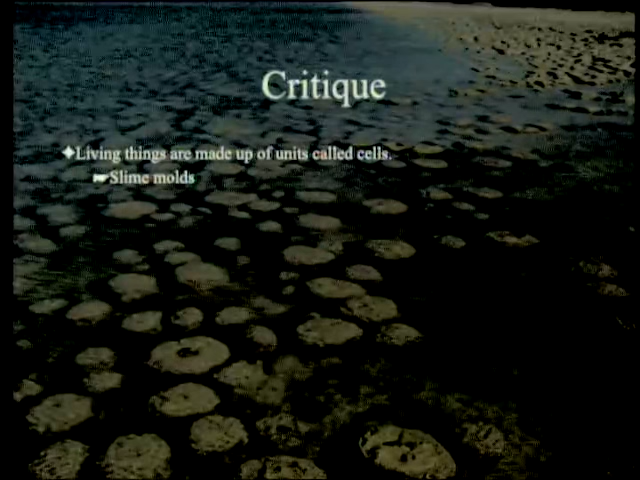 Critique
Living things are made up of units called cells.
Slime molds